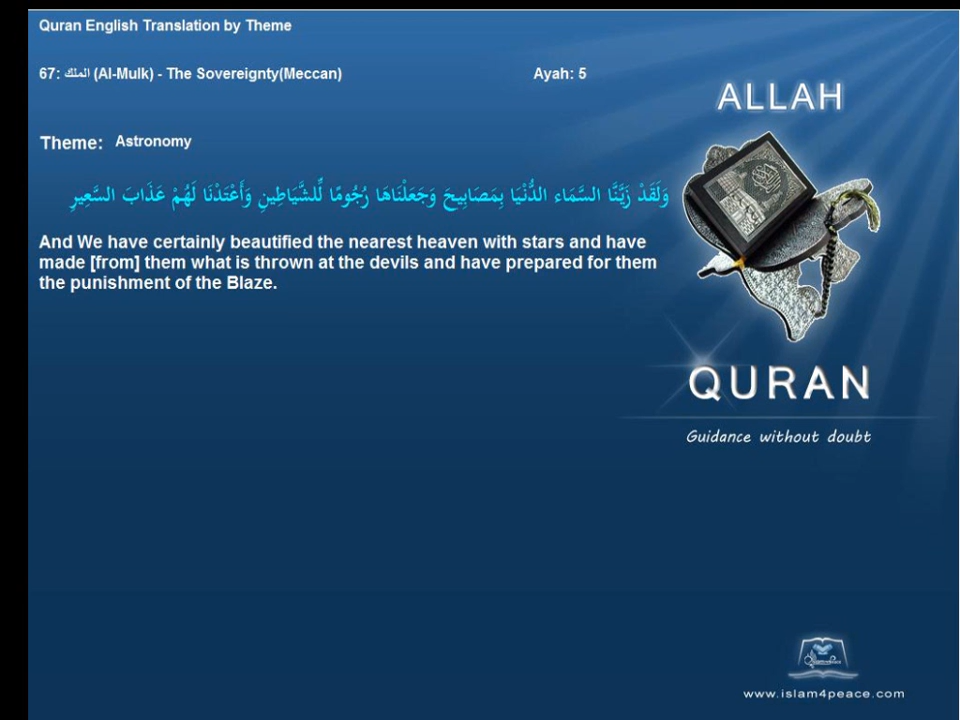 Quran English Translation by Theme
67: الملك (Al-Mulk) - The Sovereignty(Meccan) Ayah: 5
ALLAH
Theme: Astronomy
وَلَقَدْ زَيَّنَّا السَّمَاء الدُّنْيَا بِمَصَابِيحَ وَجَعَلْنَاهَا رُجُومًا لِّلشَّيَاطِينِ وَأَعْتَدْنَا لَهُمْ عَذَابَ السَّعِيرِ
And We have certainly beautified the nearest heaven with stars and have
made [from] them what is thrown at the devils and have prepared for them
the punishment of the Blaze.
QURAN
Guidance without doubt
www.islam4peace.com